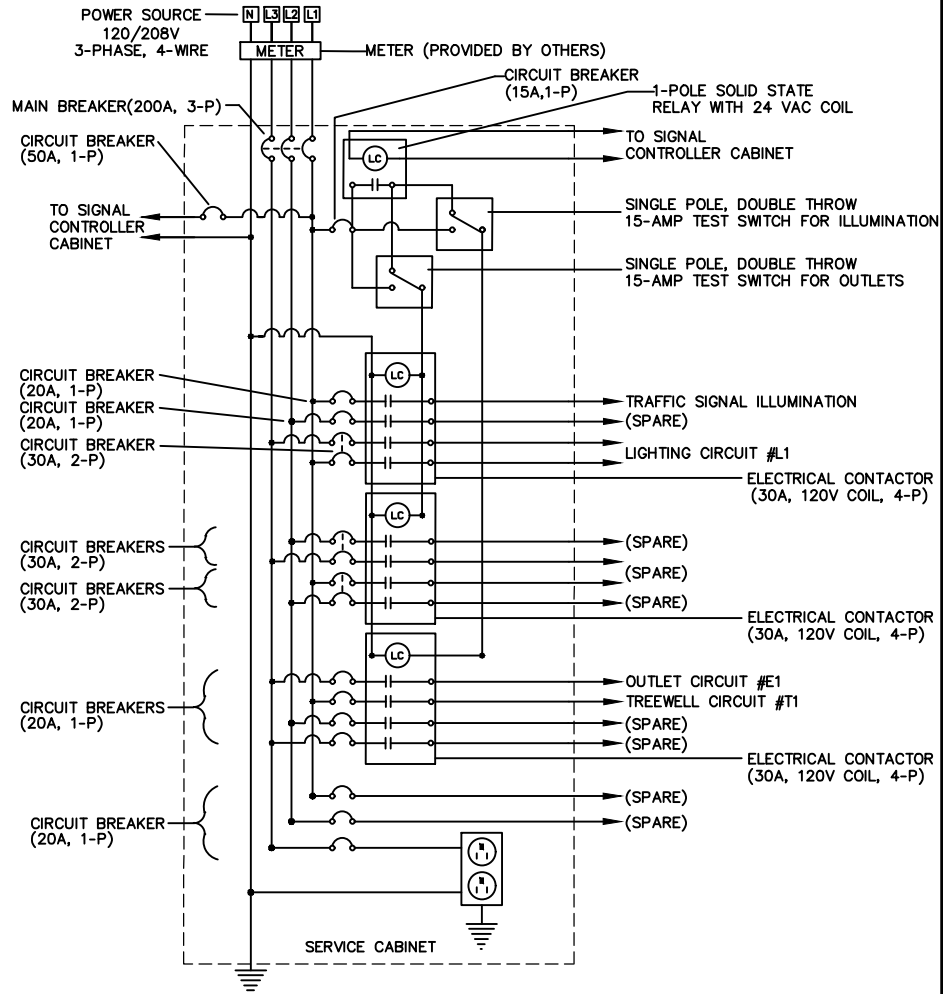 POWER SOURCE
120/208V
3-PHASE, 4-WIRE
N L3 L2 L1
METER
METER (PROVIDED BY OTHERS)
CIRCUIT BREAKER
(15A,1-P)
1-POLE SOLID STATE
RELAY WITH 24 VAC COIL
MAIN BREAKER(200A, 3-P)
CIRCUIT BREAKER
(50A, 1-P)
TO SIGNAL
CONTROLLER CABINET
LC
TO SIGNAL
CONTROLLER
CABINET
SINGLE POLE, DOUBLE THROW
15-AMP TEST SWITCH FOR ILLUMINATION
SINGLE POLE, DOUBLE THROW
15-AMP TEST SWITCH FOR OUTLETS
LC
CIRCUIT BREAKER
(20A, 1-P)
CIRCUIT BREAKER
(20A, 1-P)
CIRCUIT BREAKER
(30A, 2-P)
TRAFFIC SIGNAL ILLUMINATION
(SPARE)
LIGHTING CIRCUIT #L1
ELECTRICAL CONTACTOR
(30A, 120V COIL, 4-P)
LC
CIRCUIT BREAKERS
(30A, 2-P)
CIRCUIT BREAKERS
(30A, 2-P)
(SPARE)
(SPARE)
(SPARE)
ELECTRICAL CONTACTOR
(30A, 120V COIL, 4-P)
LC
CIRCUIT BREAKERS
(20A, 1-P)
OUTLET CIRCUIT #E1
TREEWELL CIRCUIT #T1
(SPARE)
(SPARE)
ELECTRICAL CONTACTOR
(30A, 120V COIL, 4-P)
CIRCUIT BREAKER
(20A, 1-P)
(SPARE)
(SPARE)
SERVICE CABINET